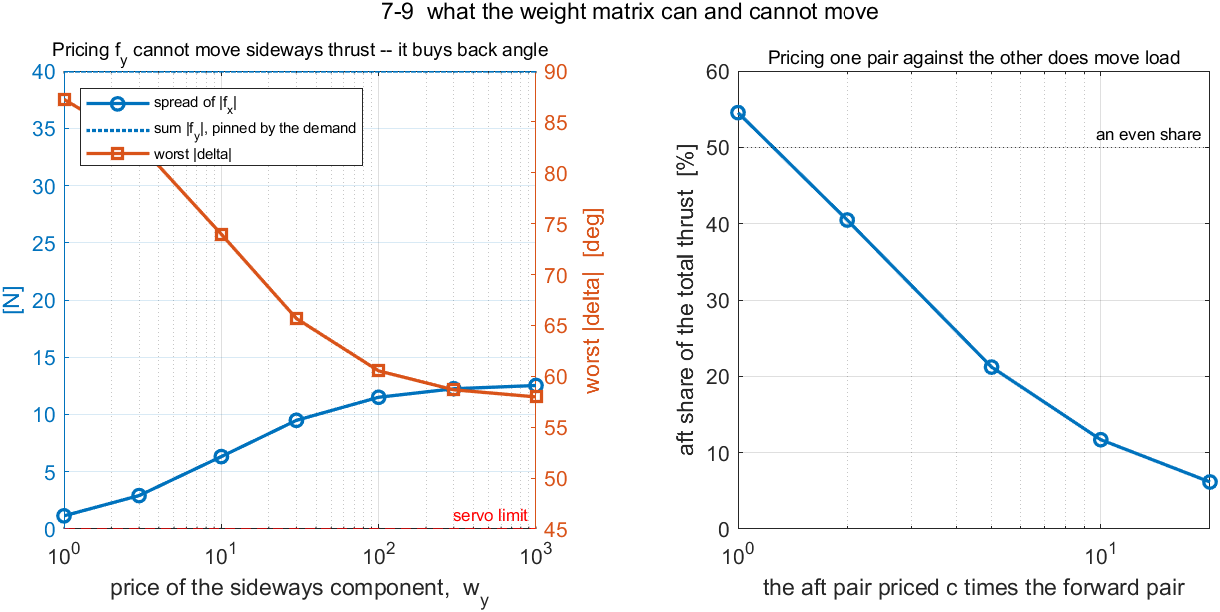 7-9 what the weight matrix can and cannot move
Pricing fy cannot move sideways thrust -- it buys back angle
40
35
30
25
20
15
10
5
0
[N]
spread of |fx|
sum |fy|, pinned by the demand
worst |delta|
servo limit
90
85
80
75
70
65
60
55
50
45
worst |delta| [deg]
10^0
10^1
10^2
10^3
price of the sideways component, wy
Pricing one pair against the other does move load
60
50
40
30
20
10
0
aft share of the total thrust [%]
an even share
10^0
10^1
the aft pair priced c times the forward pair